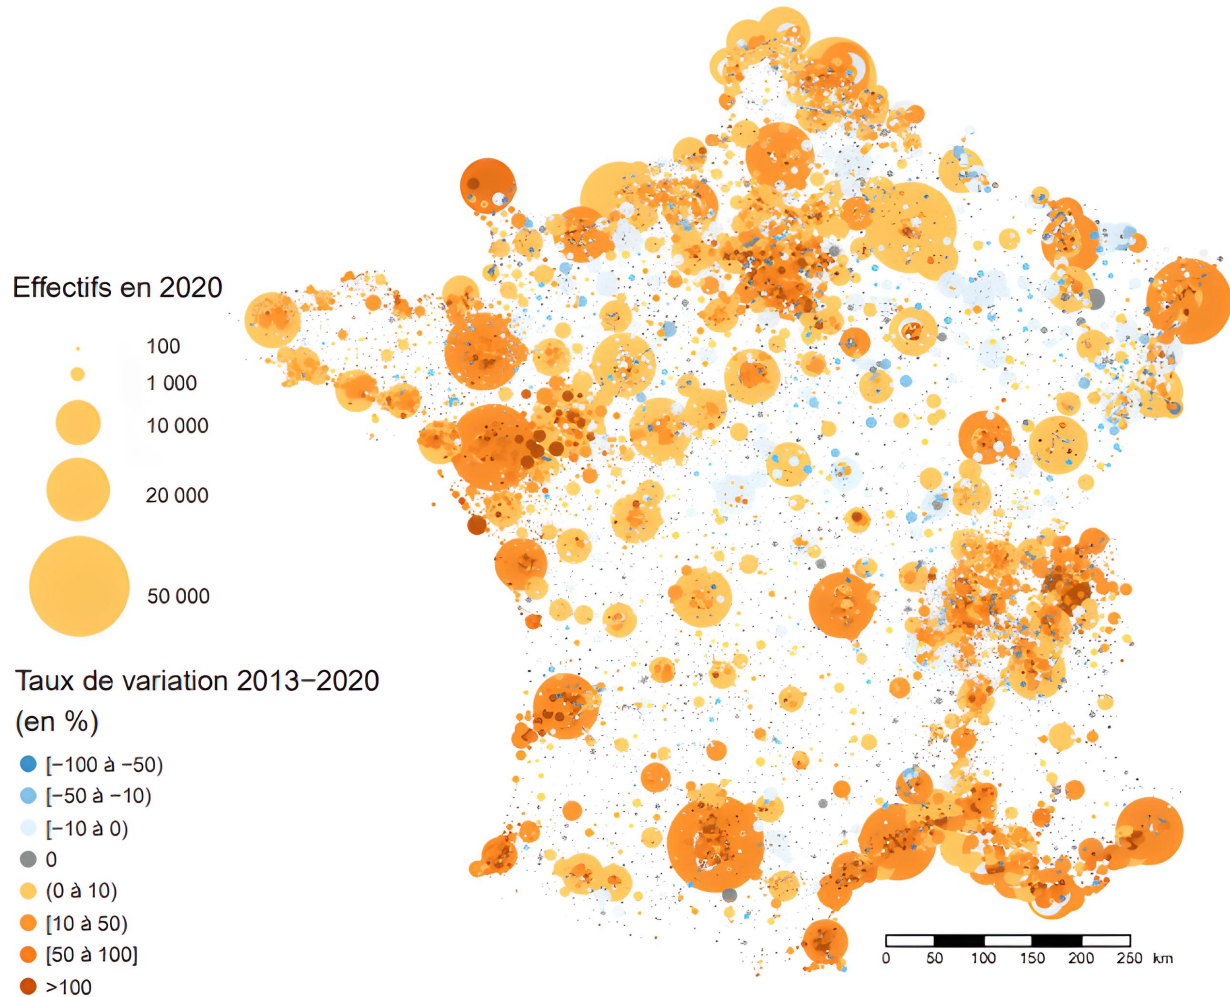 Effectifs en 2020
100
1 000
10 000
20 000
50 000
Taux de variation 2013−2020
(en %)
[−100 à −50)
[−50 à −10)
[−10 à 0)
0
(0 à 10)
[10 à 50)
[50 à 100]
>100
0 50 100 150 200 250 km